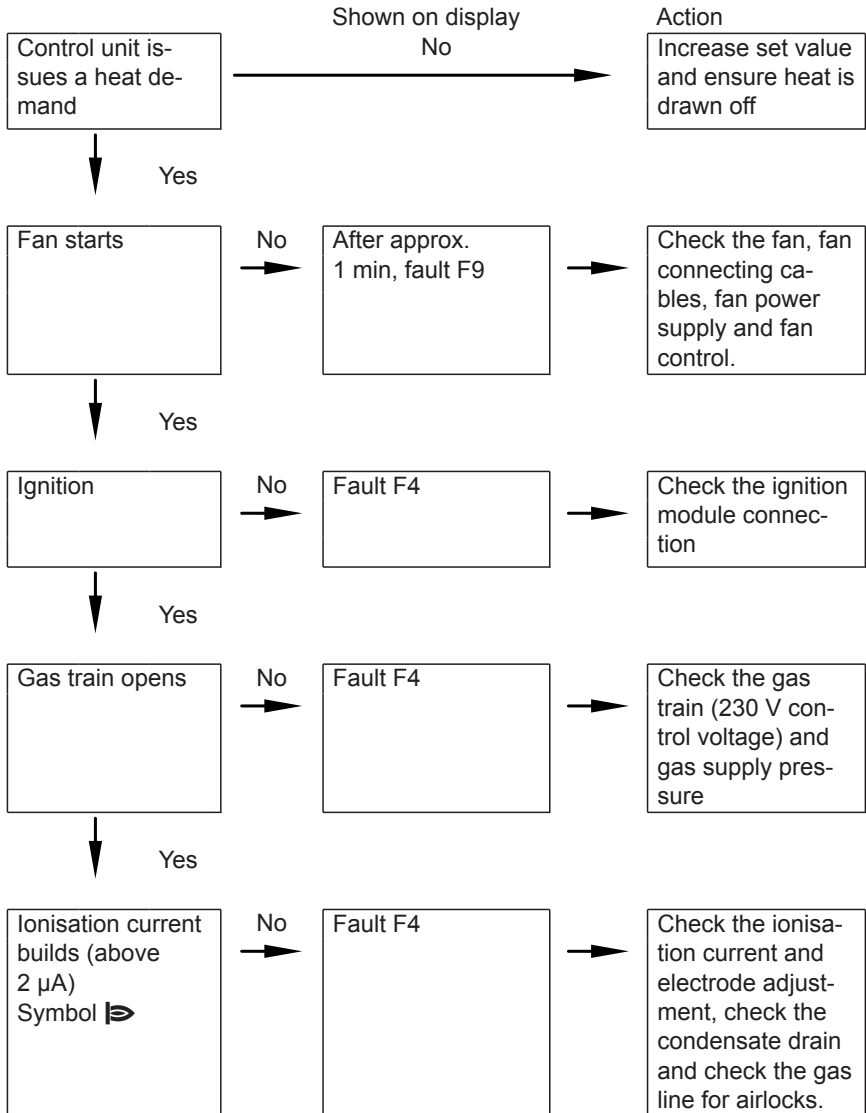 Shown on display
Action
Control unit is-
sues a heat de-
mand
No
Increase set value
and ensure heat is
drawn off
Yes
Fan starts
No
After approx.
1 min, fault F9
Check the fan, fan
connecting ca-
bles, fan power
supply and fan
control.
Yes
Ignition
No
Fault F4
Check the ignition
module connec-
tion
Yes
Gas train opens
No
Fault F4
Check the gas
train (230 V con-
trol voltage) and
gas supply pres-
sure
Yes
Ionisation current
builds (above
2 µA)
Symbol
No
Fault F4
Check the ionisa-
tion current and
electrode adjust-
ment, check the
condensate drain
and check the gas
line for airlocks.